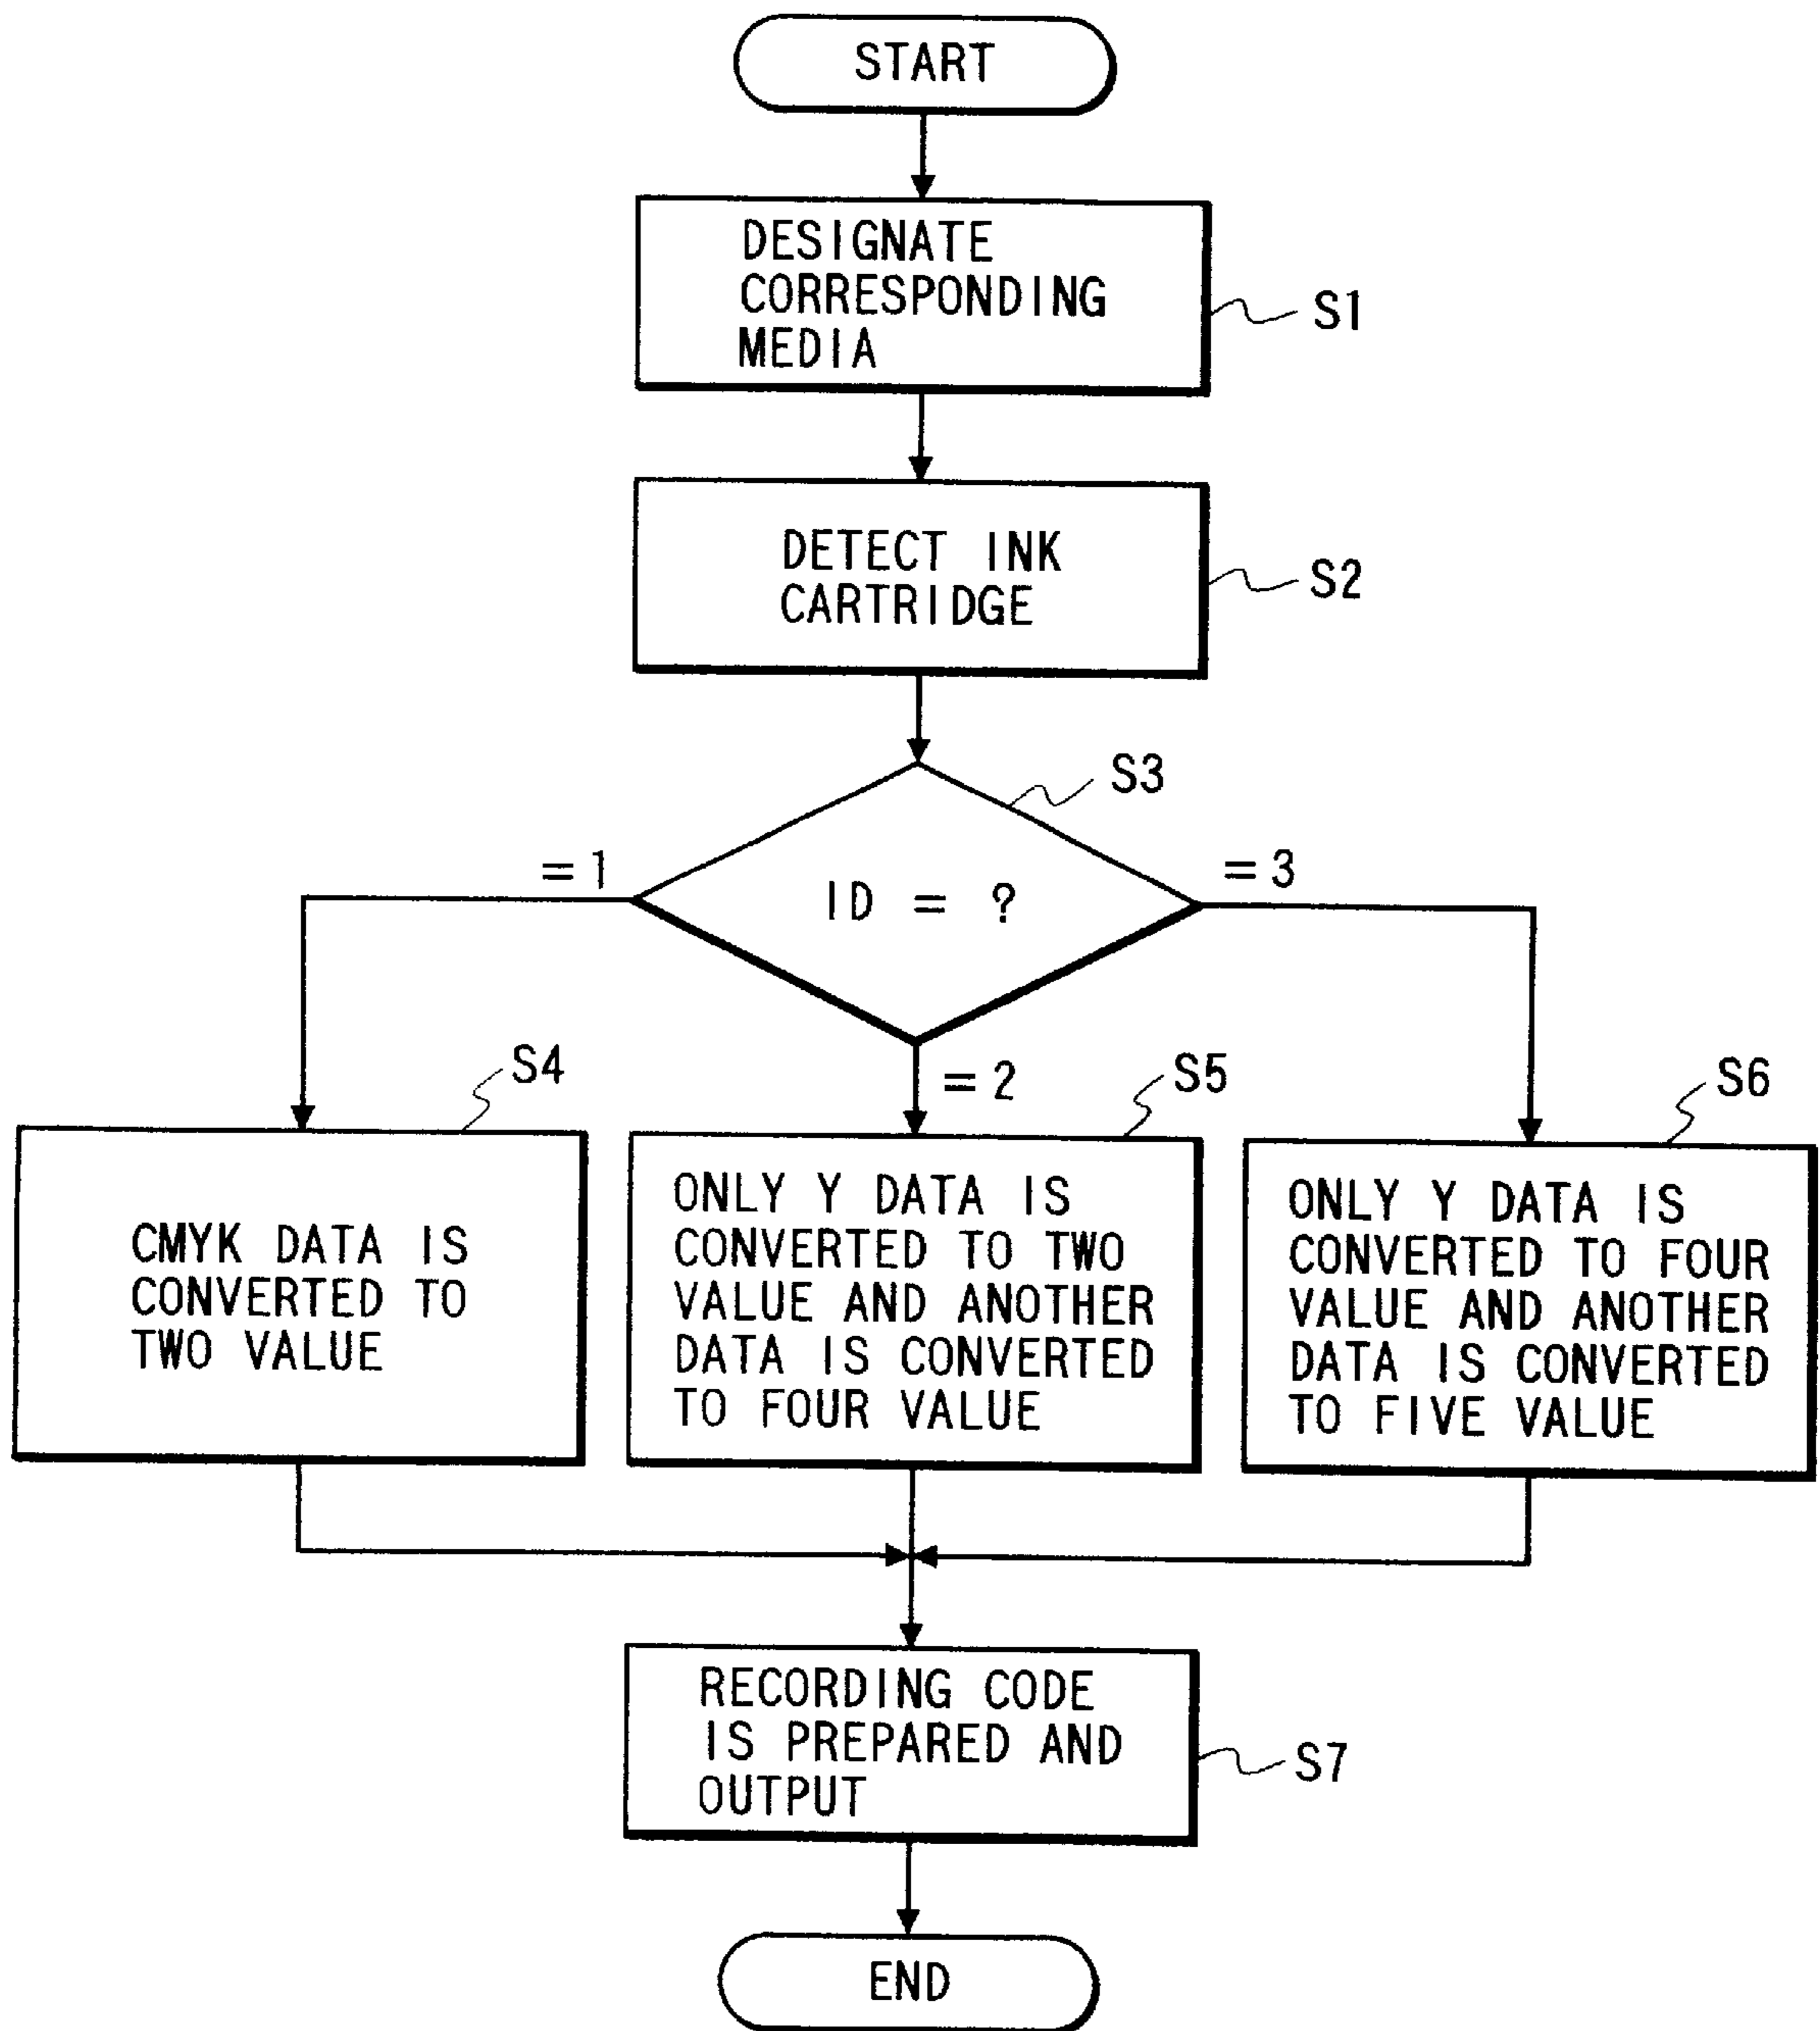 START
DESIGNATE
CORRESPONDING
MEDIA
S1
DETECT INK
CARTRIDGE
S2
S3
=1
ID = ?
=3
S4
=2
S5
S6
CMYK DATA IS
CONVERTED TO
TWO VALUE
ONLY Y DATA IS
CONVERTED TO TWO
VALUE AND ANOTHER
DATA IS CONVERTED
TO FOUR VALUE
ONLY Y DATA IS
CONVERTED TO FOUR
VALUE AND ANOTHER
DATA IS CONVERTED
TO FIVE VALUE
RECORDING CODE
IS PREPARED AND
OUTPUT
S7
END